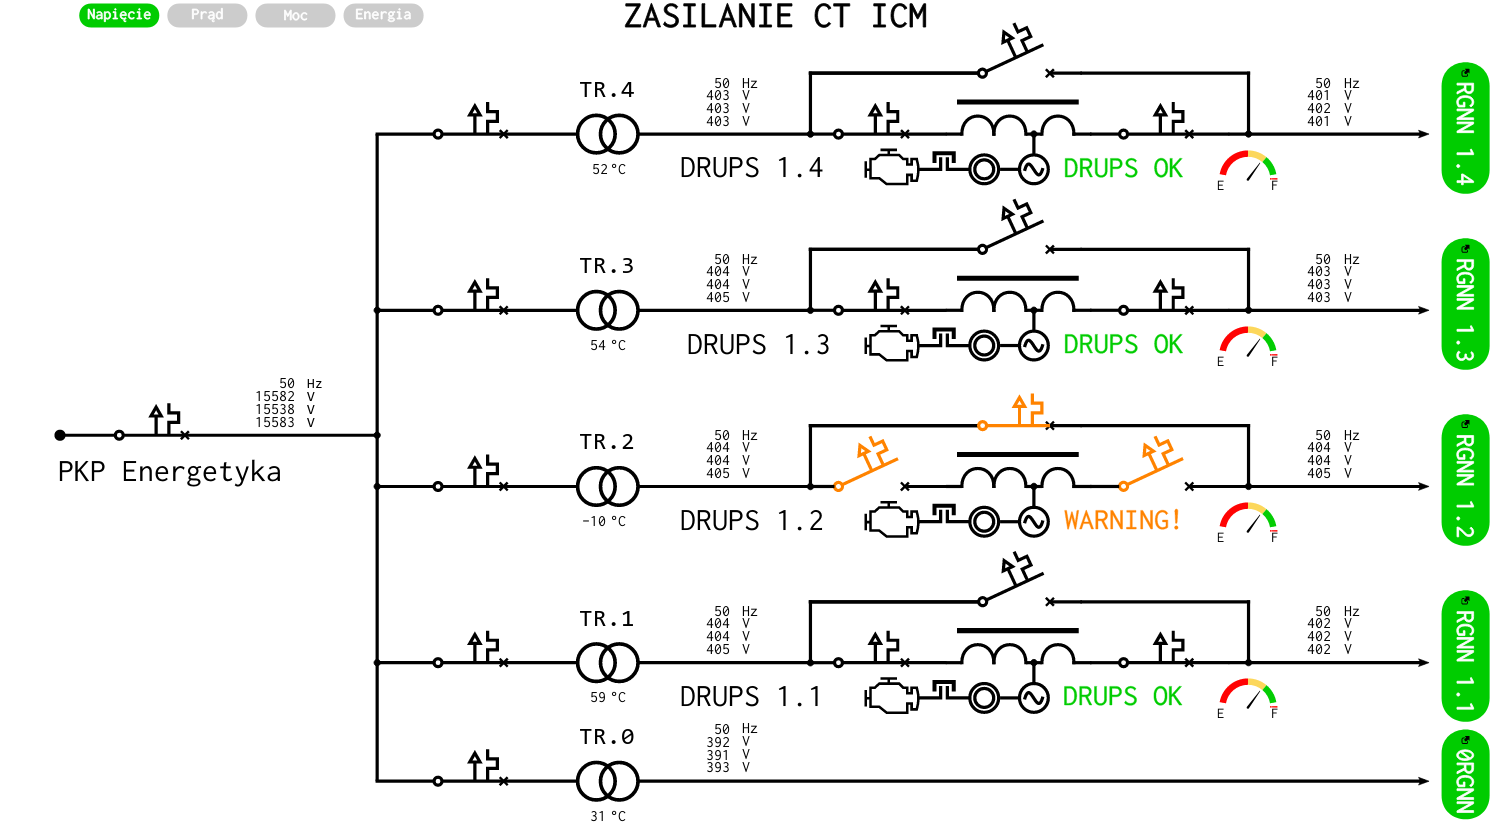 Napięcie Prąd Moc Energia
ZASILANIE CT ICM
TR.4
50 Hz
403 V
403 V
403 V
52 °C
DRUPS 1.4
DRUPS OK
E F
50 Hz
401 V
402 V
401 V
RGNN 1.4
TR.3
50 Hz
404 V
404 V
405 V
54 °C
DRUPS 1.3
DRUPS OK
E F
50 Hz
403 V
403 V
403 V
RGNN 1.3
50 Hz
15582 V
15538 V
15583 V
PKP Energetyka
TR.2
50 Hz
404 V
404 V
405 V
-10 °C
DRUPS 1.2
WARNING!
E F
50 Hz
404 V
404 V
405 V
RGNN 1.2
TR.1
50 Hz
404 V
404 V
405 V
59 °C
DRUPS 1.1
DRUPS OK
E F
50 Hz
402 V
402 V
402 V
RGNN 1.1
TR.0
50 Hz
392 V
391 V
393 V
31 °C
0RGNN